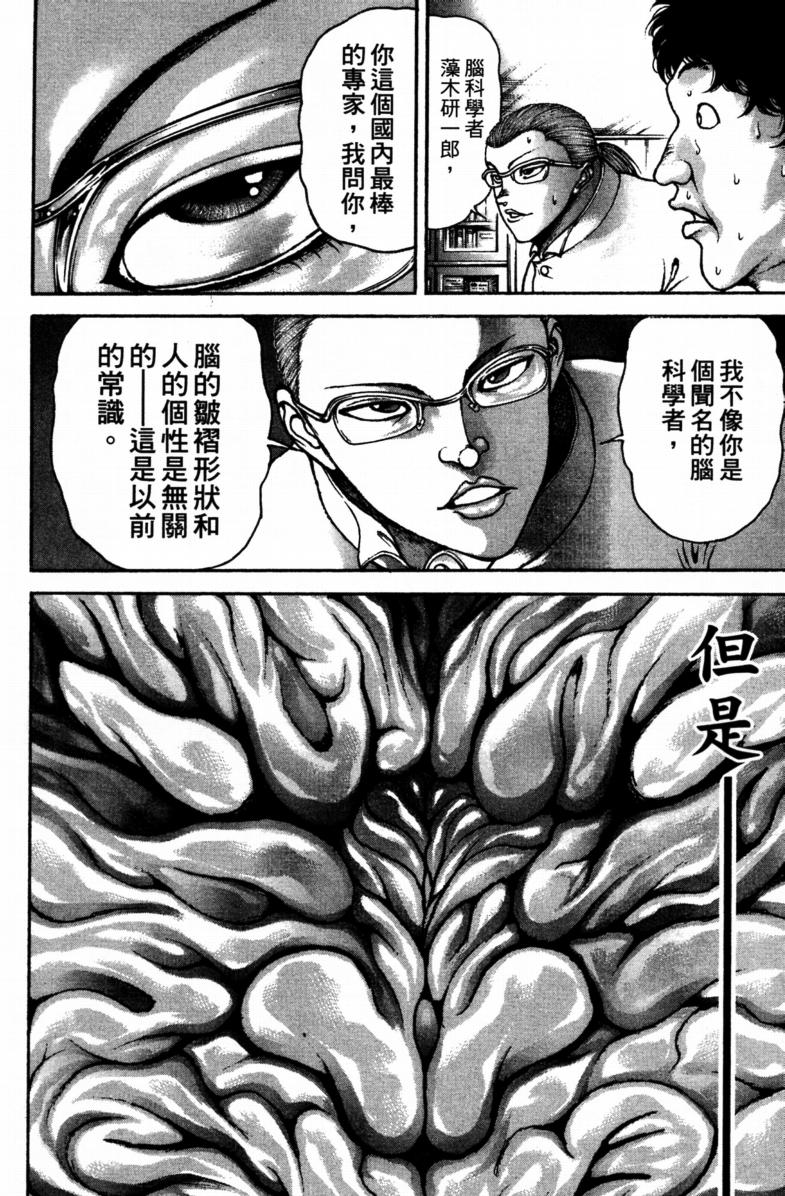 腦科學者
藻木研一郎，
你這個國內最棒
的專家，我問你，
我不像你是
個聞名的腦
科學者，
腦的皺褶形狀和
人的個性是無關
的——這是以前
的常識。
但是——